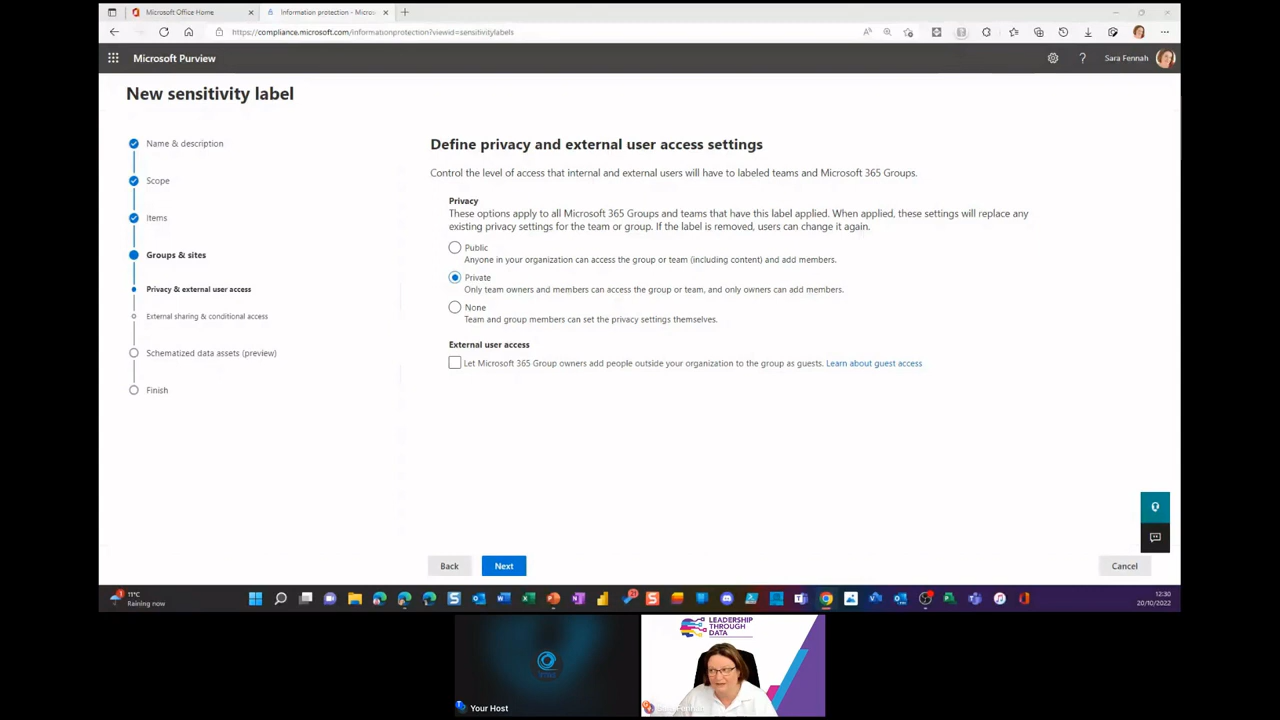 Microsoft Office Home
Information protection - Micros
https://compliance.microsoft.com/informationprotection?viewid=sensitivitylabels
Microsoft Purview
Sara Fennah
New sensitivity label
Name & description
Scope
Items
Groups & sites
Privacy & external user access
External sharing & conditional access
Schematized data assets (preview)
Finish
Define privacy and external user access settings
Control the level of access that internal and external users will have to labeled teams and Microsoft 365 Groups.
Privacy
These options apply to all Microsoft 365 Groups and teams that have this label applied. When applied, these settings will replace any
existing privacy settings for the team or group. If the label is removed, users can change it again.
Public
Anyone in your organization can access the group or team (including content) and add members.
Private
Only team owners and members can access the group or team, and only owners can add members.
None
Team and group members can set the privacy settings themselves.
External user access
Let Microsoft 365 Group owners add people outside your organization to the group as guests. Learn about guest access
Back
Next
Cancel
11°C
Raining now
12:30
20/10/2022
LEADERSHIP
THROUGH
DATA
Your Host